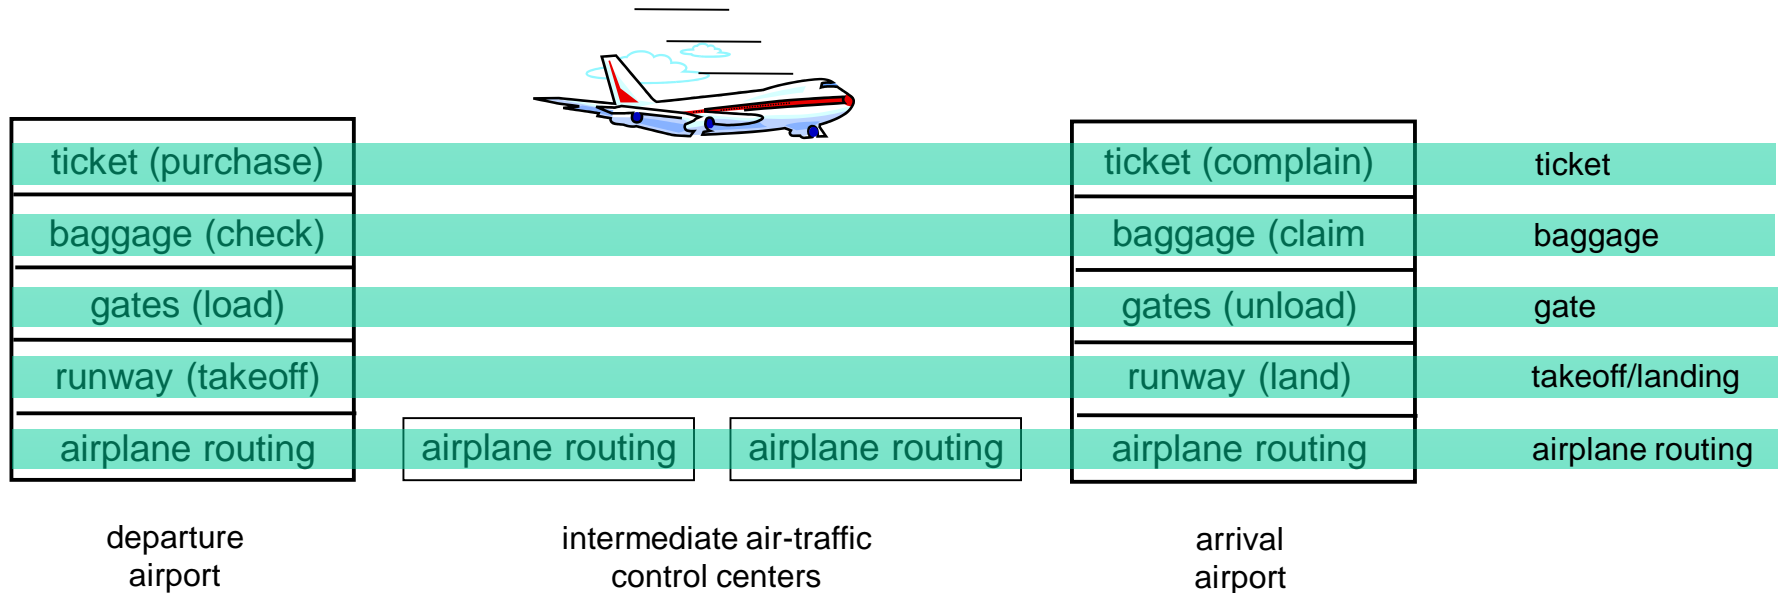 ticket (purchase) ticket (complain) ticket
baggage (check) baggage (claim baggage
gates (load) gates (unload) gate
runway (takeoff) runway (land) takeoff/landing
airplane routing airplane routing airplane routing airplane routing airplane routing
departure
airport
intermediate air-traffic
control centers
arrival
airport